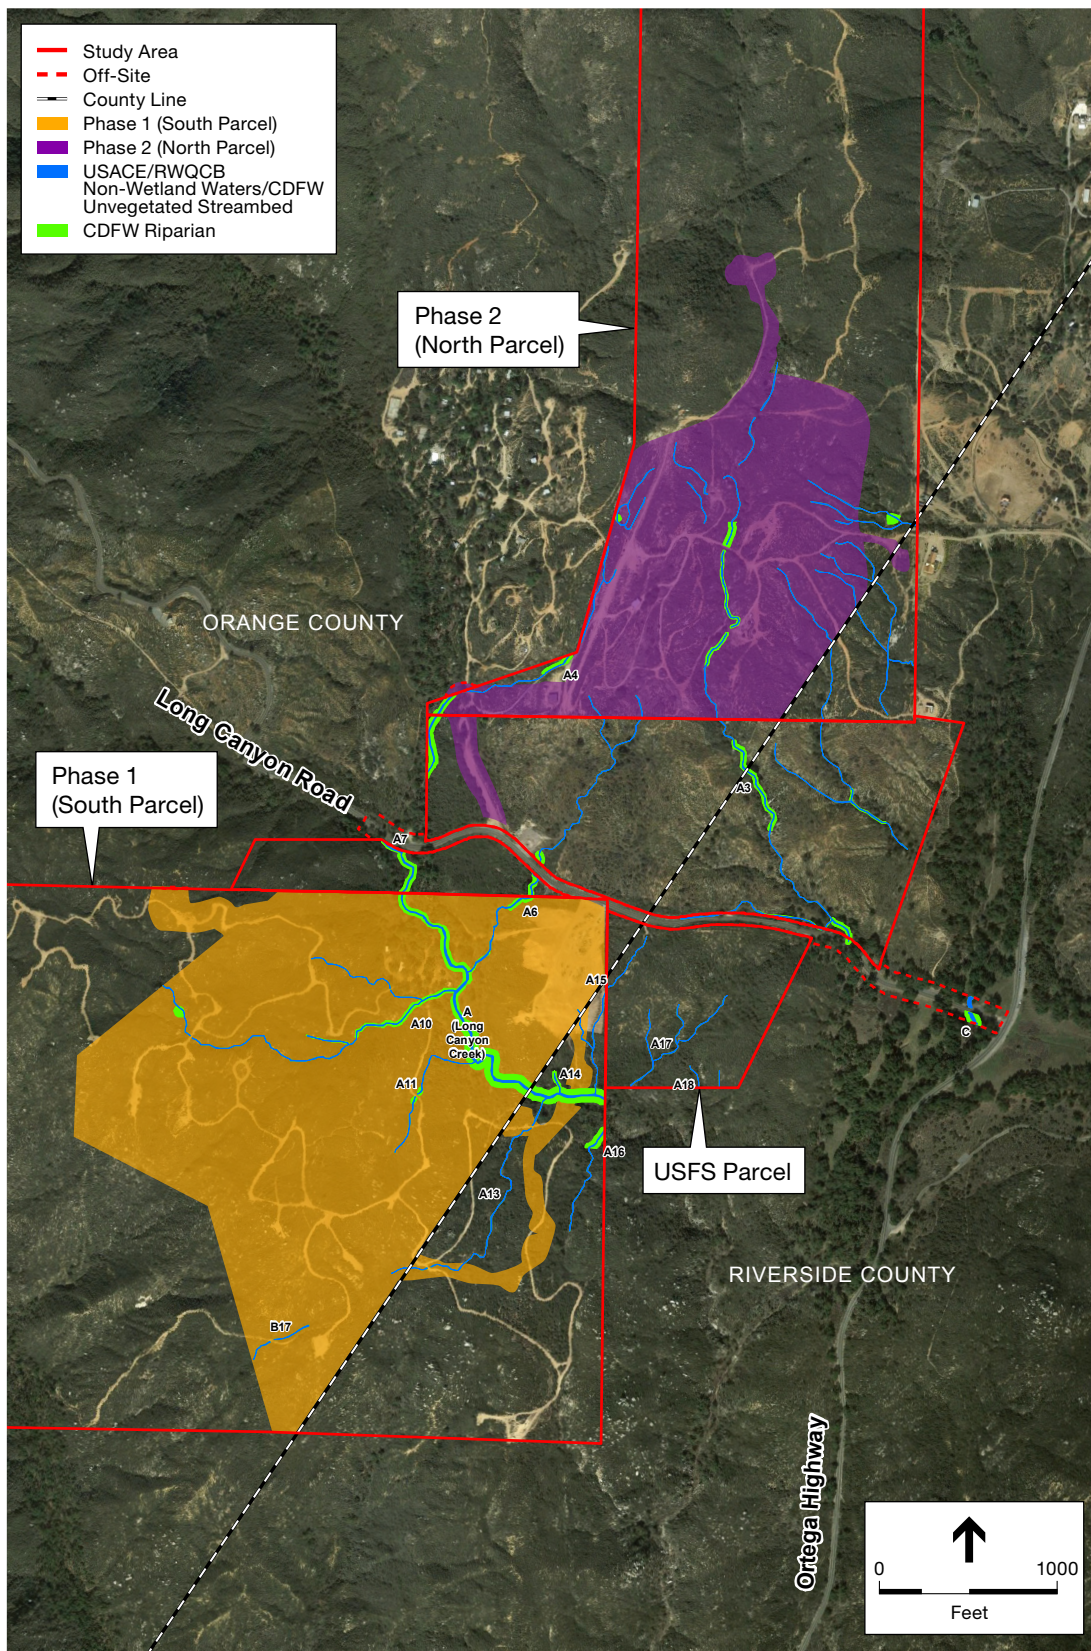 Study Area
Off-Site
County Line
Phase 1 (South Parcel)
Phase 2 (North Parcel)
USACE/RWQCB
Non-Wetland Waters/CDFW
Unvegetated Streambed
CDFW Riparian
Phase 2
(North Parcel)
ORANGE COUNTY
A4
Long Canyon Road
Phase 1
(South Parcel)
A3
A7
A6
A15
A
(Long
Canyon
Creek)
A10
C
A17
A14
A11
A18
A16
USFS Parcel
A13
RIVERSIDE COUNTY
B17
Ortega Highway
0 1000
Feet